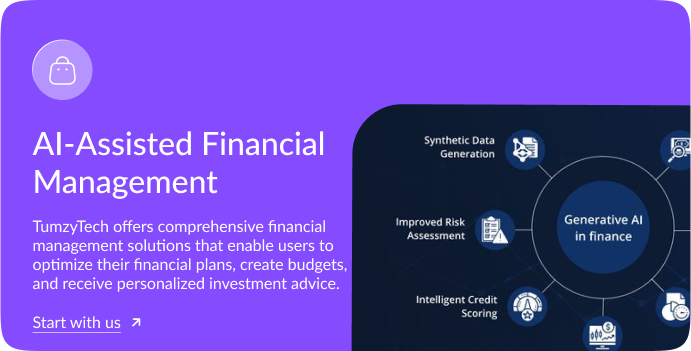 AI-Assisted Financial
Management
TumzyTech offers comprehensive financial
management solutions that enable users to
optimize their financial plans, create budgets,
and receive personalized investment advice.
Start with us
Synthetic Data
Generation
Improved Risk
Assessment
Generative AI
in finance
Intelligent Credit
Scoring